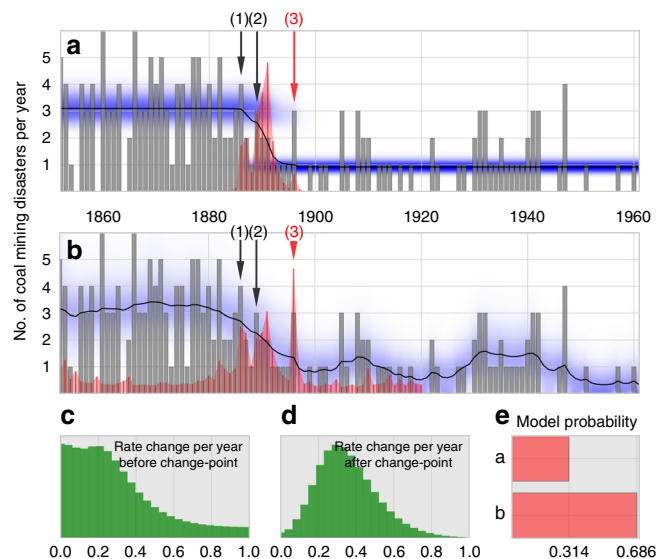 (1) (2) (3)
a
5
4
3
2
1
1860 1880 1900 1920 1940 1960
No. of coal mining disasters per year
(1) (2) (3)
b
5
4
3
2
1
c
Rate change per year
before change-point
0.0 0.2 0.4 0.6 0.8 1.0
d
Rate change per year
after change-point
0.0 0.2 0.4 0.6 0.8 1.0
e Model probability
a
b
0.314 0.686